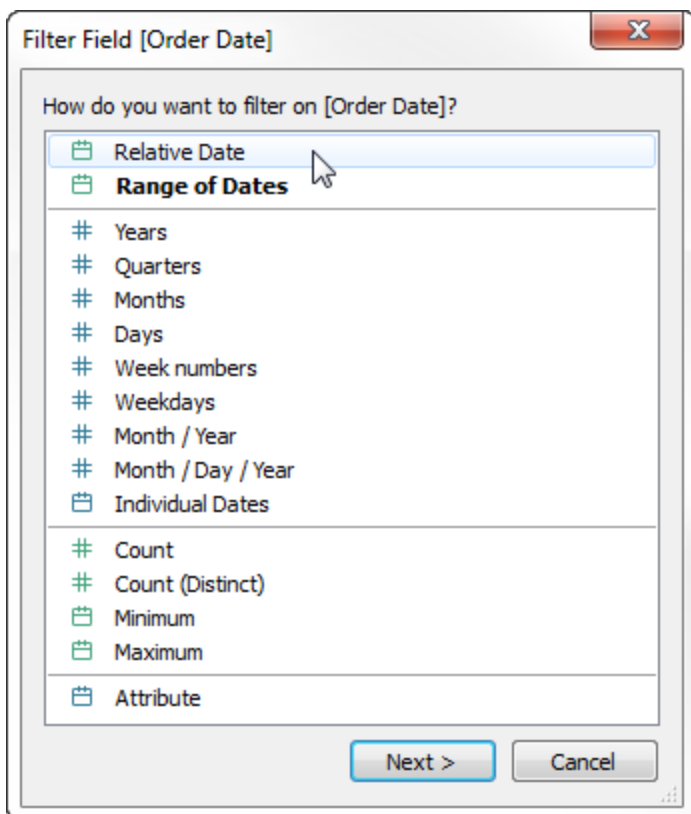 Filter Field [Order Date]
How do you want to filter on [Order Date]?
Relative Date
Range of Dates
Years
Quarters
Months
Days
Week numbers
Weekdays
Month / Year
Month / Day / Year
Individual Dates
Count
Count (Distinct)
Minimum
Maximum
Attribute
Next > Cancel